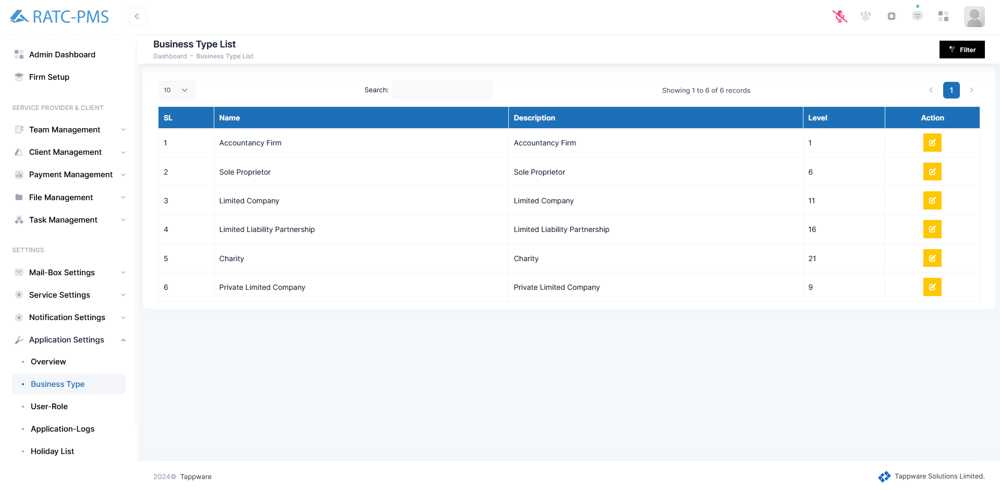 RATC-PMS
Admin Dashboard
Firm Setup
SERVICE PROVIDER & CLIENT
Team Management
Client Management
Payment Management
File Management
Task Management
SETTINGS
Mail-Box Settings
Service Settings
Notification Settings
Application Settings
Overview
Business Type
User-Role
Application-Logs
Holiday List
Business Type List
Dashboard - Business Type List
Filter
10
Search:
Showing 1 to 6 of 6 records
1
SL Name Description Level Action
1 Accountancy Firm Accountancy Firm 1
2 Sole Proprietor Sole Proprietor 6
3 Limited Company Limited Company 11
4 Limited Liability Partnership Limited Liability Partnership 16
5 Charity Charity 21
6 Private Limited Company Private Limited Company 9
2024© Tappware
Tappware Solutions Limited.